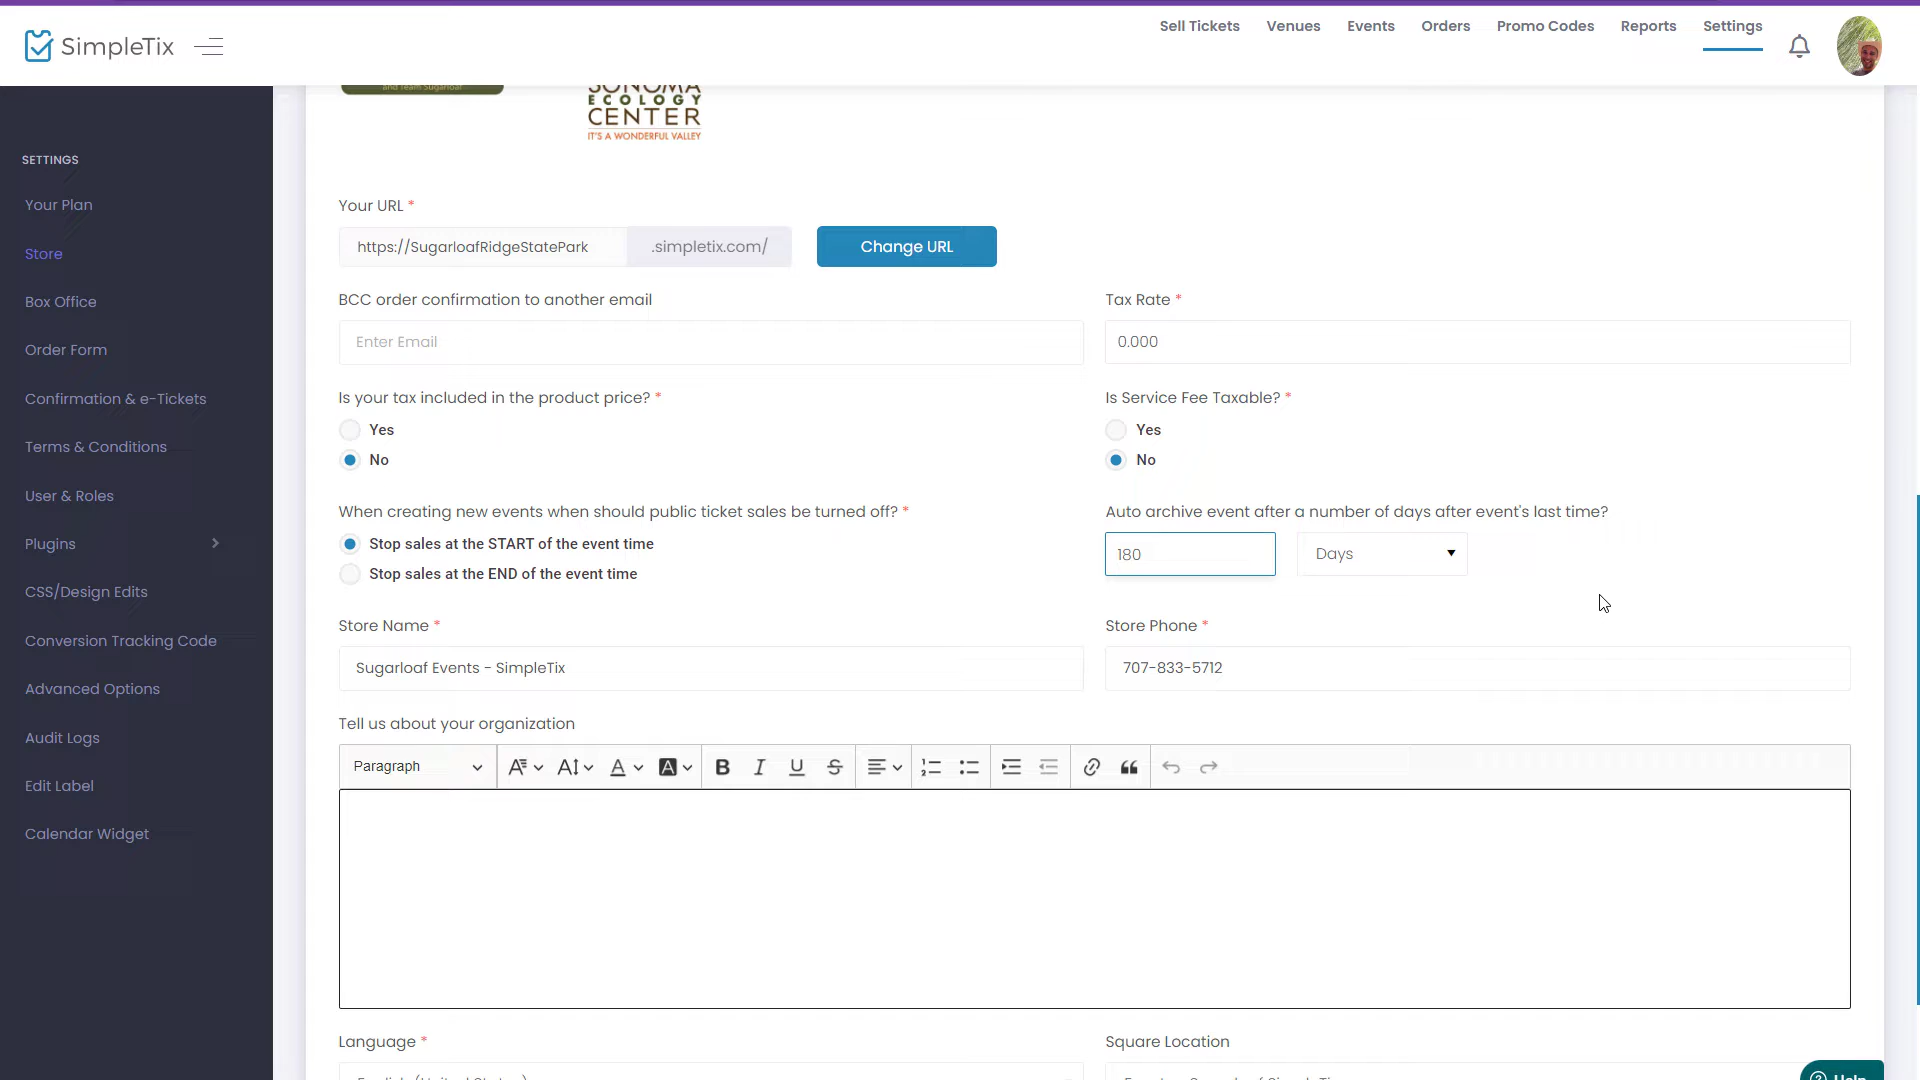 SimpleTix
Sell Tickets
Venues
Events
Orders
Promo Codes
Reports
Settings
and Team Sugarloaf
SONOMA
ECOLOGY
CENTER
IT'S A WONDERFUL VALLEY
SETTINGS
Your Plan
Store
Box Office
Order Form
Confirmation & e-Tickets
Terms & Conditions
User & Roles
Plugins
CSS/Design Edits
Conversion Tracking Code
Advanced Options
Audit Logs
Edit Label
Calendar Widget
Your URL *
https://SugarloafRidgeStatePark
.simpletix.com/
Change URL
BCC order confirmation to another email
Enter Email
Tax Rate *
0.000
Is your tax included in the product price? *
Yes
No
Is Service Fee Taxable? *
Yes
No
When creating new events when should public ticket sales be turned off? *
Stop sales at the START of the event time
Stop sales at the END of the event time
Auto archive event after a number of days after event's last time?
180
Days
Store Name *
Sugarloaf Events - SimpleTix
Store Phone *
707-833-5712
Tell us about your organization
Paragraph
Language *
English (United States)
Square Location
Help